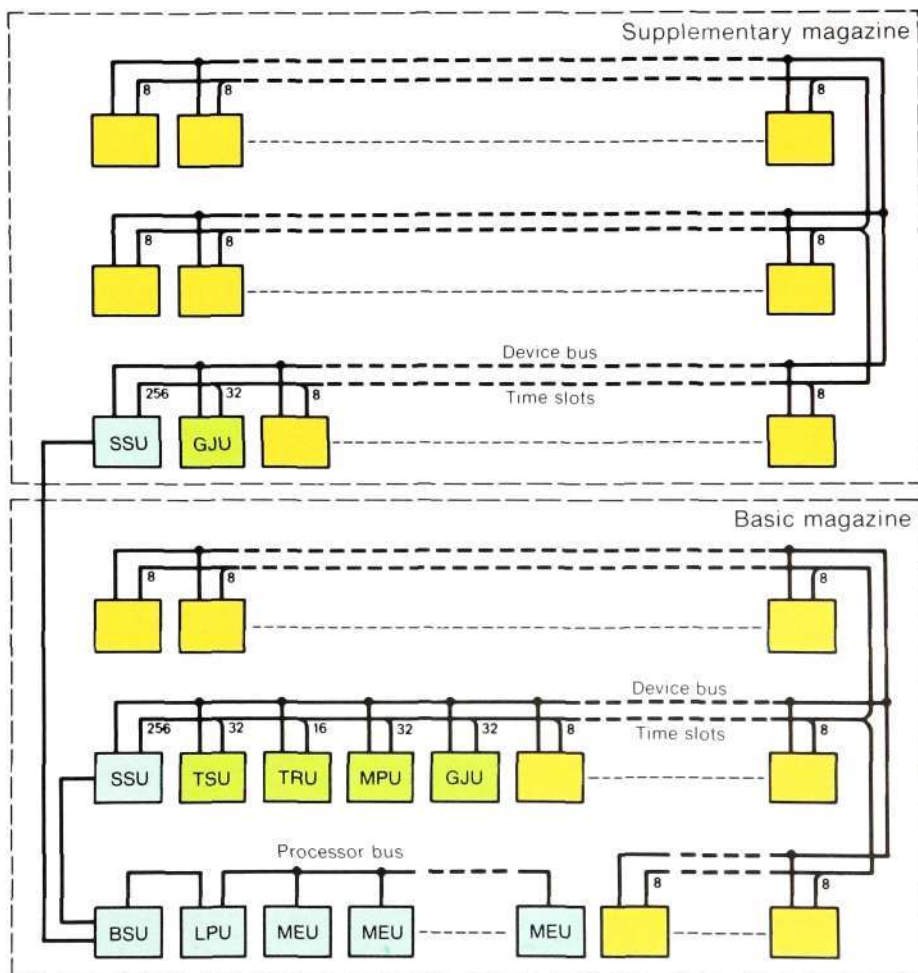 Supplementary magazine
8 8 8
8 8 8
Device bus
256 32 8 Time slots 8
SSU GJU
Basic magazine
8 8 8
Device bus
256 32 16 32 32 8 Time slots 8
SSU TSU TRU MPU GJU
Processor bus
8 8
BSU LPU MEU MEU MEU